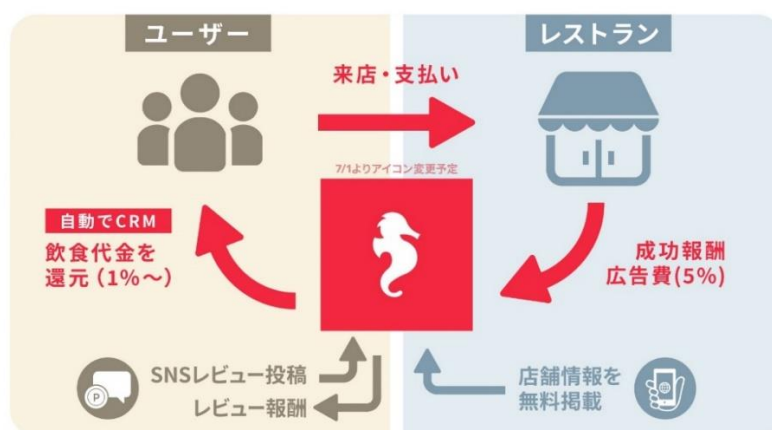 ユーザー
レストラン
来店・支払い
7/1よりアイコン変更予定
自動でCRM
飲食代金を
還元（1%～）
成功報酬
広告費(5%)
SNSレビュー投稿
レビュー報酬
P
店舗情報を
無料掲載